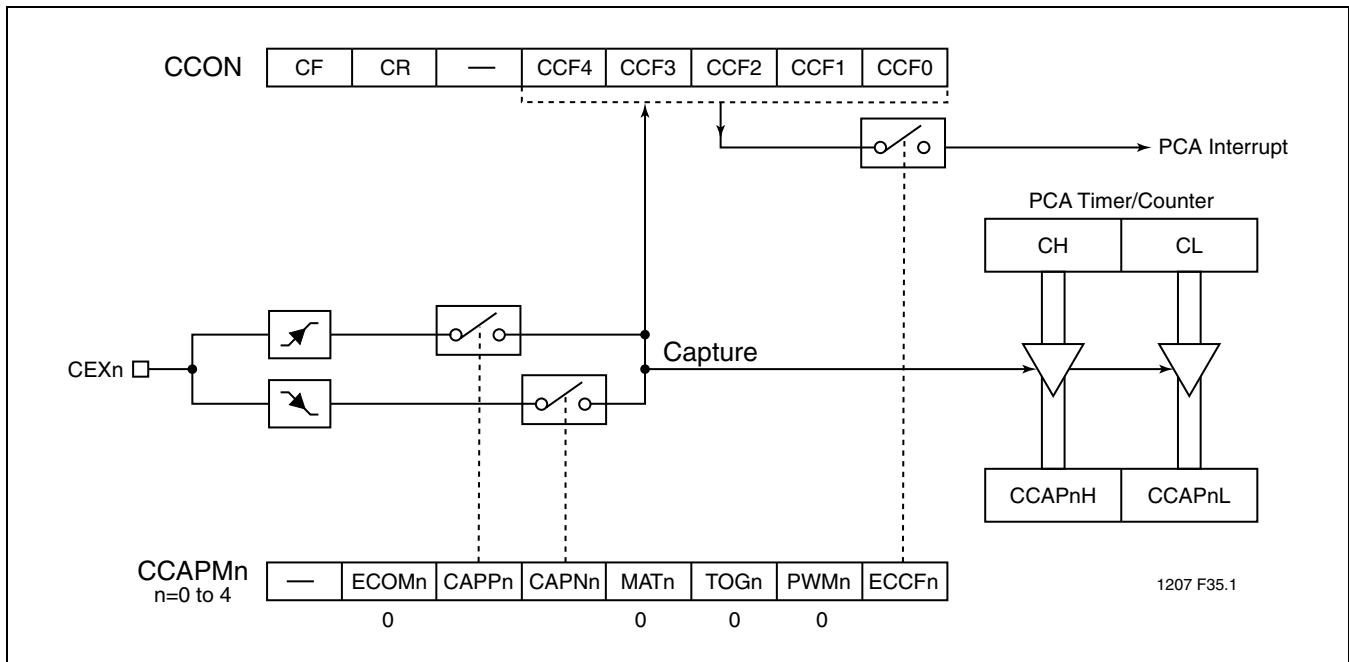 CCON CF CR — CCF4 CCF3 CCF2 CCF1 CCF0
PCA Interrupt
PCA Timer/Counter
CH CL
CEXn
Capture
CCAPnH CCAPnL
CCAPMn — ECOMn CAPPn CAPNn MATn TOGn PWMn ECCFn
n=0 to 4
0 0 0 0
1207 F35.1